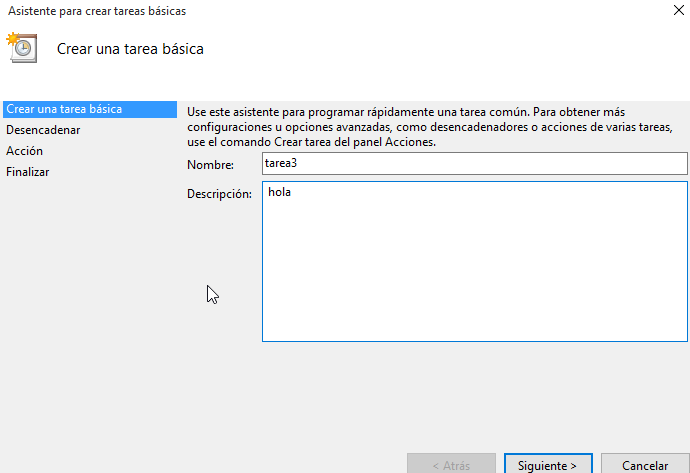 Asistente para crear tareas básicas
Crear una tarea básica
Crear una tarea básica
Desencadenar
Acción
Finalizar
Use este asistente para programar rápidamente una tarea común. Para obtener más
configuraciones u opciones avanzadas, como desencadenadores o acciones de varias tareas,
use el comando Crear tarea del panel Acciones.
Nombre: tarea3
Descripción: hola
< Atrás Siguiente > Cancelar